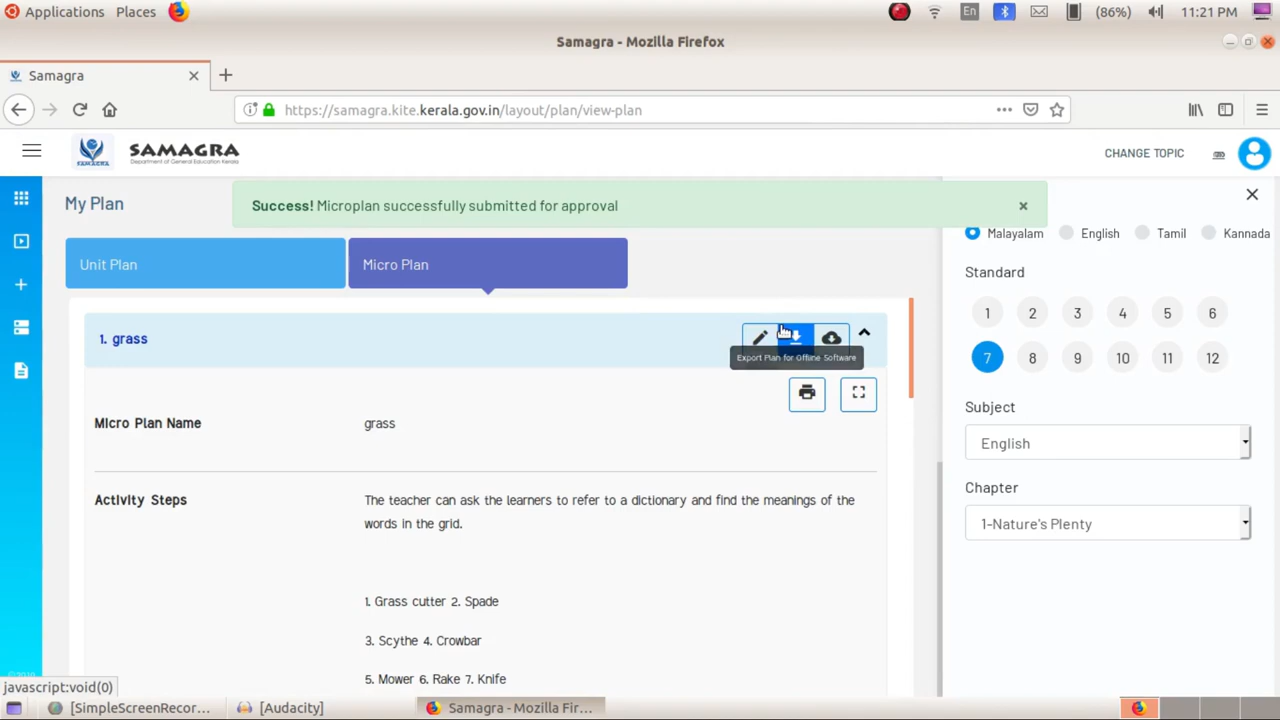 Applications Places
En
(86%)
11:21 PM
Samagra - Mozilla Firefox
Samagra
https://samagra.kite.kerala.gov.in/layout/plan/view-plan
SAMAGRA
Department of General Education Kerala
CHANGE TOPIC
My Plan
Success! Microplan successfully submitted for approval
×
Malayalam English Tamil Kannada
Unit Plan
Micro Plan
Standard
1 2 3 4 5 6
7 8 9 10 11 12
1. grass
Export Plan for Offline Software
Micro Plan Name
grass
Subject
English
Chapter
1-Nature's Plenty
Activity Steps
The teacher can ask the learners to refer to a dictionary and find the meanings of the
words in the grid.
1. Grass cutter 2. Spade
3. Scythe 4. Crowbar
5. Mower 6. Rake 7. Knife
javascript:void(0)
[SimpleScreenRecor...
[Audacity]
Samagra - Mozilla Fir...